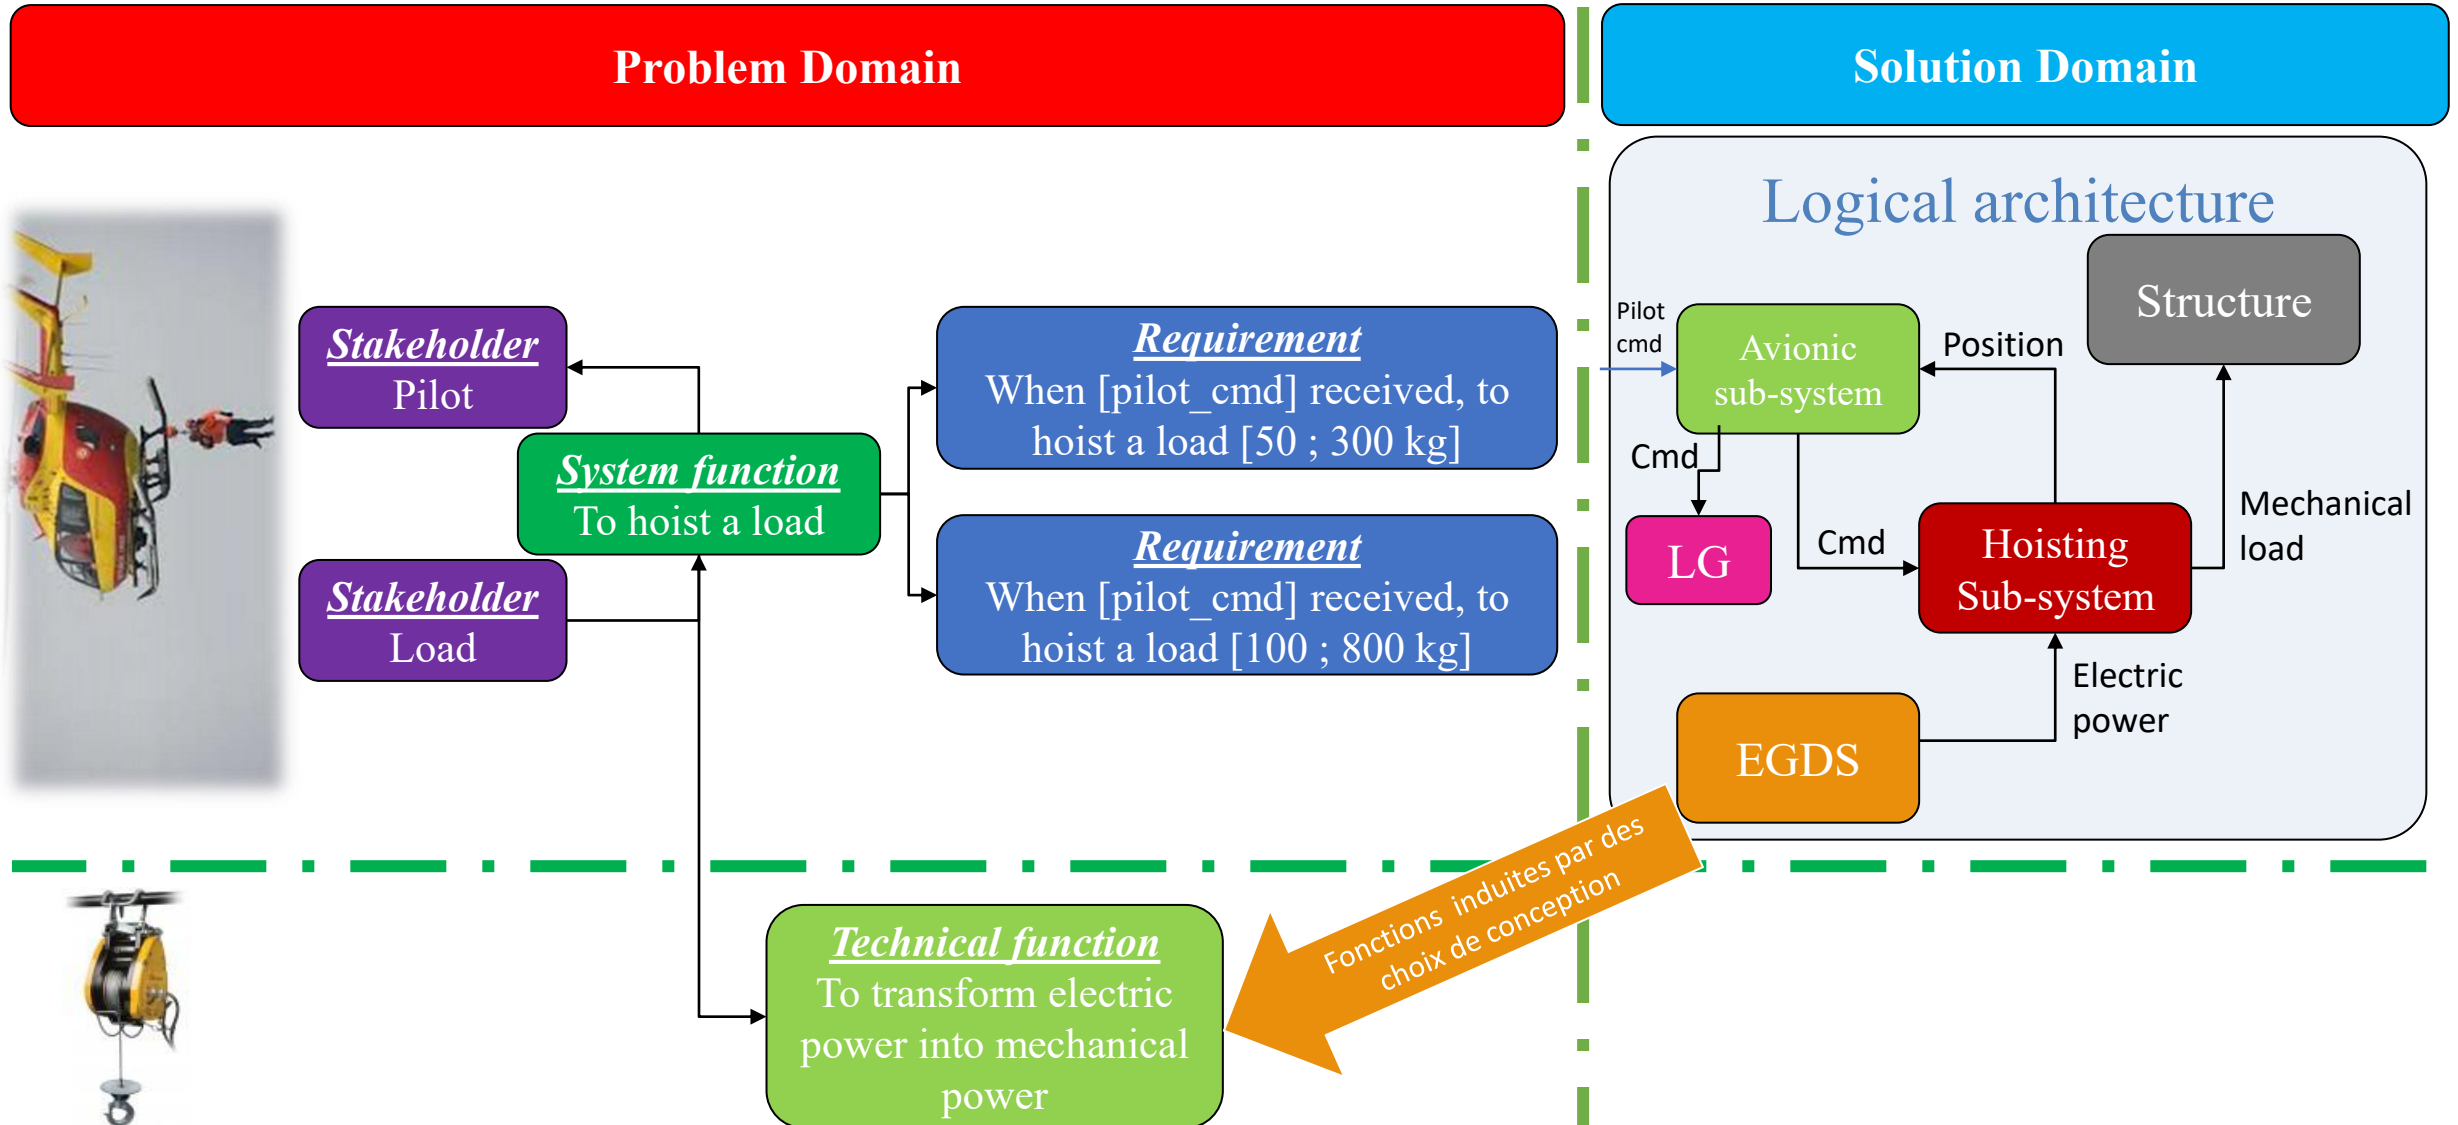 Problem Domain
Solution Domain
Logical architecture
Stakeholder
Pilot
System function
To hoist a load
Stakeholder
Load
Requirement
When [pilot_cmd] received, to
hoist a load [50 ; 300 kg]
Requirement
When [pilot_cmd] received, to
hoist a load [100 ; 800 kg]
Structure
Pilot
cmd
Avionic
sub-system
Position
Cmd
LG
Cmd
Hoisting
Sub-system
Mechanical
load
Electric
power
EGDS
Fonctions induites par des
choix de conception
Technical function
To transform electric
power into mechanical
power